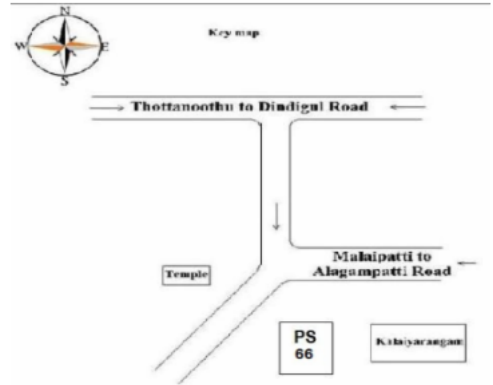 N
Key map
W E
S
Thottanoothu to Dindigul Road
Malaipatti to
Alagampatti Road
Temple
PS
66
Kalaiyarangam